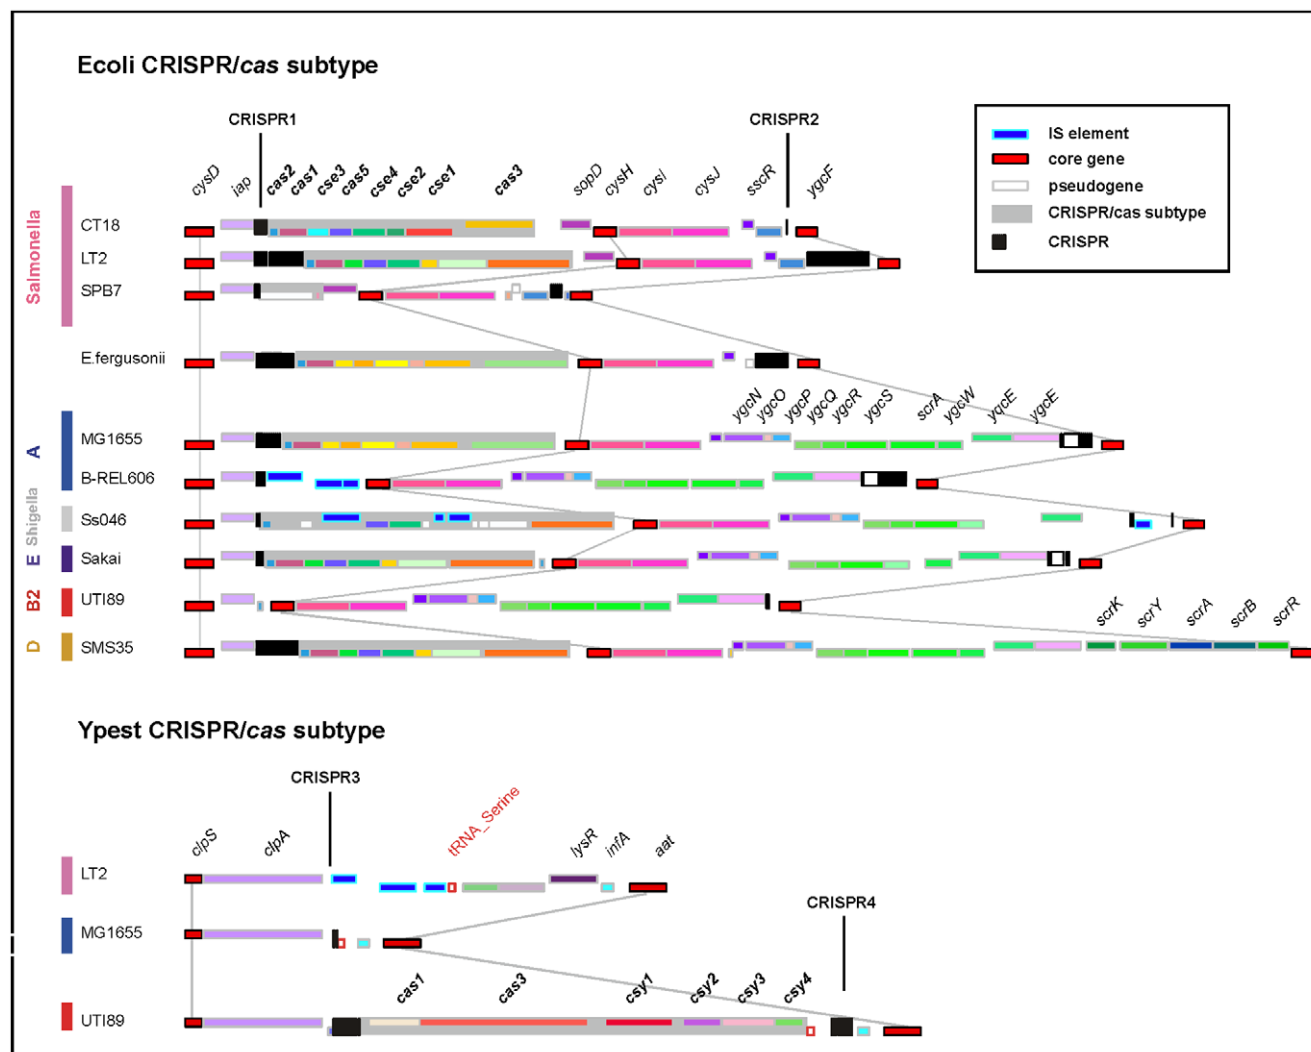 Ecoli CRISPR/cas subtype
CRISPR1
CRISPR2
IS element
core gene
pseudogene
CRISPR/cas subtype
CRISPR
cysD
iap
cas2
cas1
cse3
cas5
cse4
cse2
cse1
cas3
sopD
cysH
cysI
cysJ
sscR
ygcF
Salmonella
CT18
LT2
SPB7
E.fergusonii
ygcN
ygcO
ygcP
ygcQ
ygcR
ygcS
scrA
ygcW
yqcE
ygcE
A
MG1655
B-REL606
Shigella
Ss046
E
Sakai
B2
UTI89
scrK
scrY
scrA
scrB
scrR
D
SMS35
Ypest CRISPR/cas subtype
CRISPR3
clpS
clpA
tRNA_Serine
lysR
infA
aat
LT2
CRISPR4
MG1655
cas1
cas3
csy1
csy2
csy3
csy4
UTI89